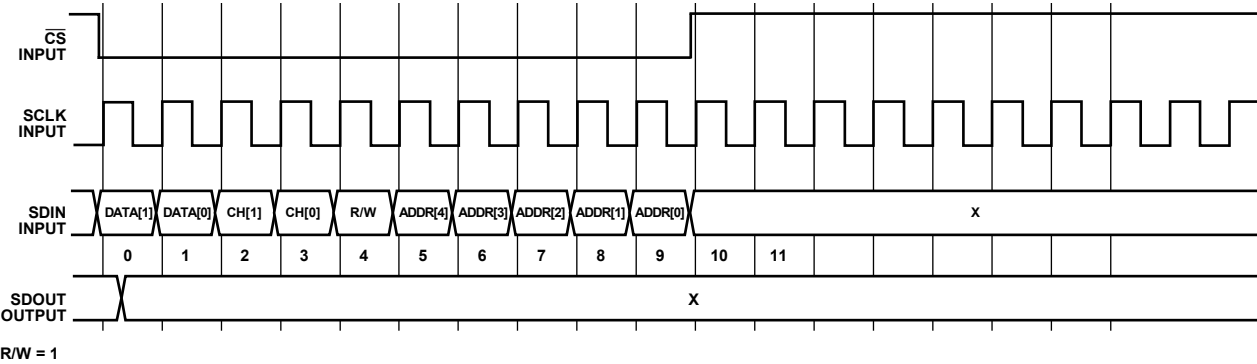 CS
INPUT
SCLK
INPUT
SDIN
INPUT
DATA[1] DATA[0] CH[1] CH[0] R/W ADDR[4] ADDR[3] ADDR[2] ADDR[1] ADDR[0] X
0 1 2 3 4 5 6 7 8 9 10 11
SDOUT
OUTPUT
X
R/W = 1